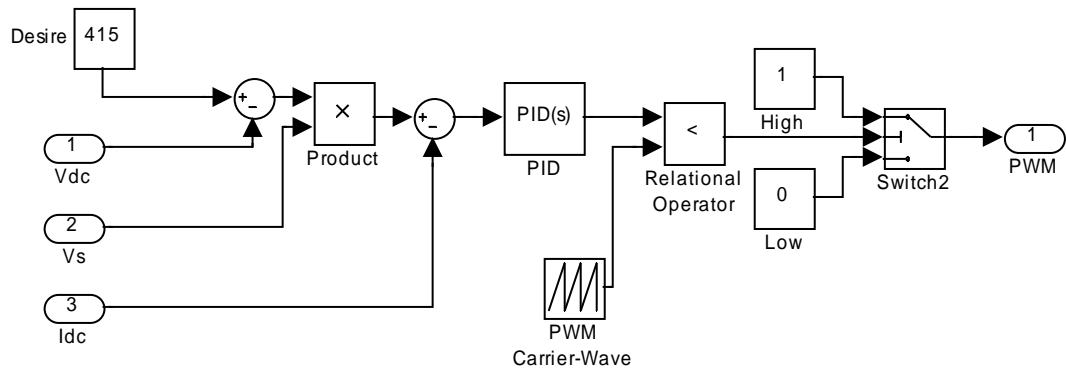 Desire
415
1
Vdc
2
Vs
3
Idc
+
−
×
Product
+
−
PID(s)
PID
<
Relational
Operator
PWM
Carrier-Wave
1
High
0
Low
Switch2
1
PWM